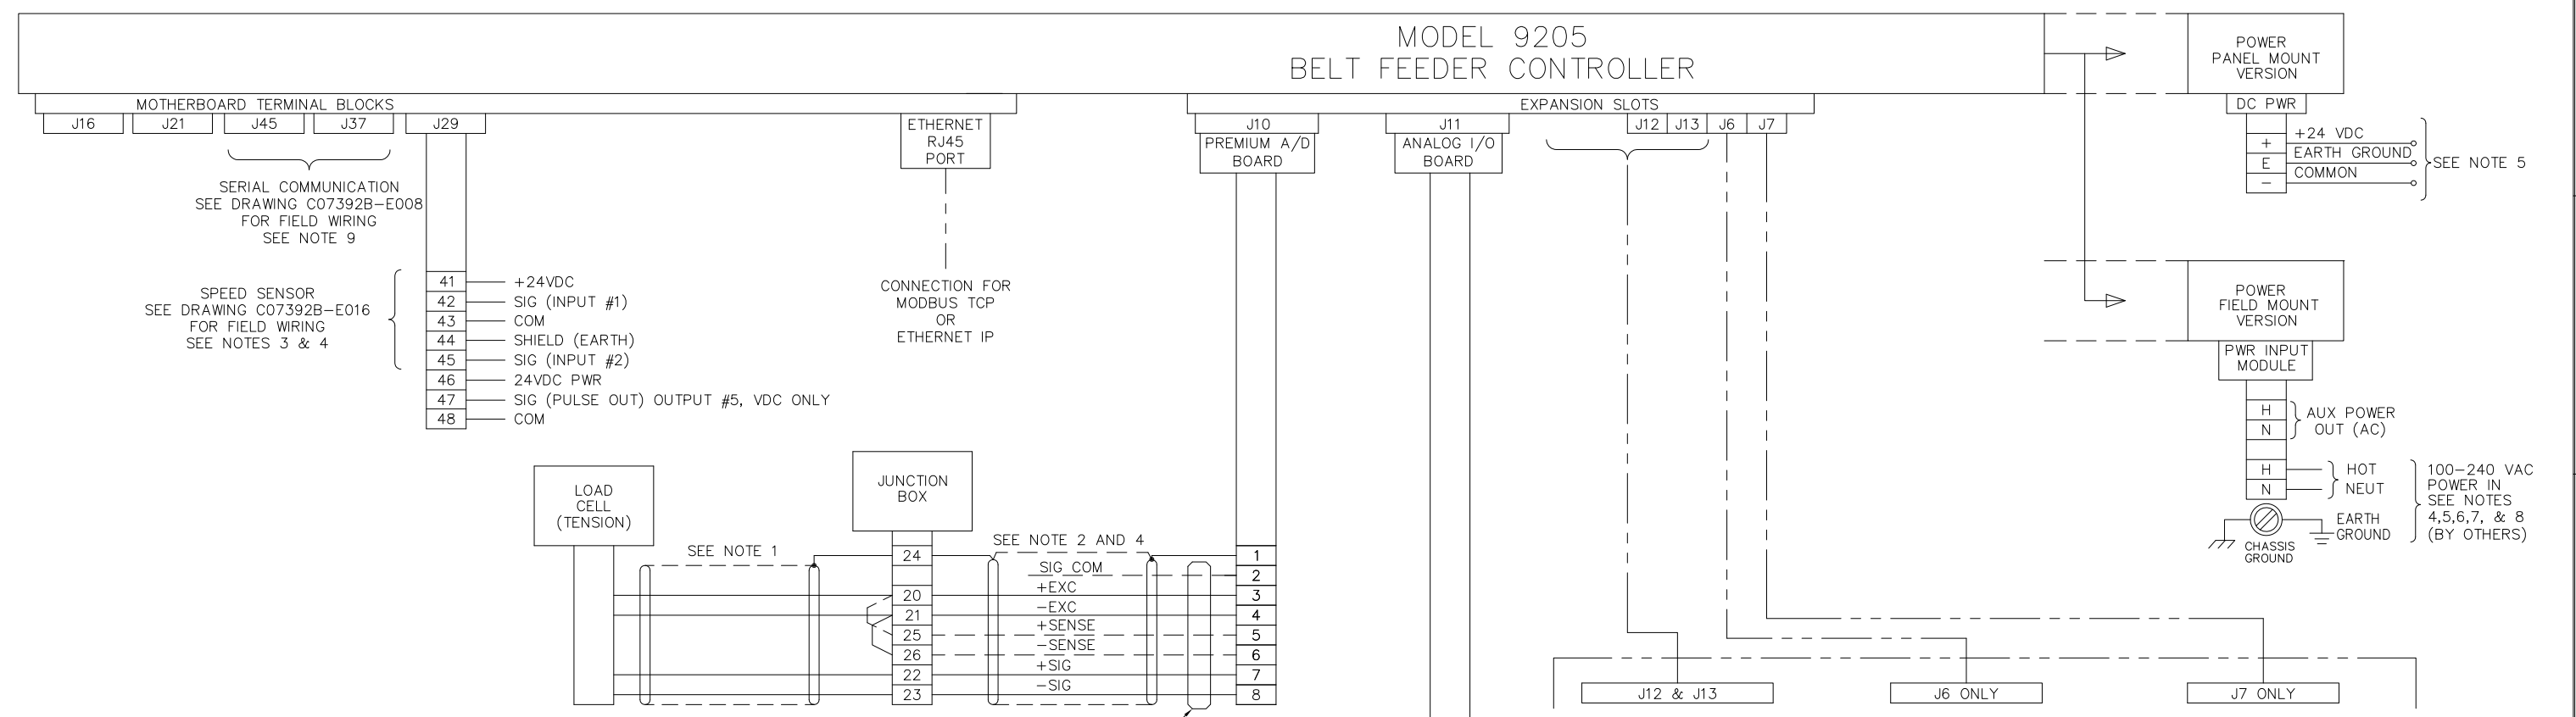 MODEL 9205
BELT FEEDER CONTROLLER
POWER
PANEL MOUNT
VERSION
DC PWR
+24 VDC
+
EARTH GROUND
E
COMMON
−
SEE NOTE 5
MOTHERBOARD TERMINAL BLOCKS
J16
J21
J45
J37
J29
ETHERNET
RJ45
PORT
EXPANSION SLOTS
J10
PREMIUM A/D
BOARD
J11
ANALOG I/O
BOARD
J12
J13
J6
J7
SERIAL COMMUNICATION
SEE DRAWING C07392B−E008
FOR FIELD WIRING
SEE NOTE 9
SPEED SENSOR
SEE DRAWING C07392B−E016
FOR FIELD WIRING
SEE NOTES 3 & 4
41 +24VDC
42 SIG (INPUT #1)
43 COM
44 SHIELD (EARTH)
45 SIG (INPUT #2)
46 24VDC PWR
47 SIG (PULSE OUT) OUTPUT #5, VDC ONLY
48 COM
CONNECTION FOR
MODBUS TCP
OR
ETHERNET IP
POWER
FIELD MOUNT
VERSION
PWR INPUT
MODULE
H
N
AUX POWER
OUT (AC)
H HOT
N NEUT
EARTH
GROUND
CHASSIS
GROUND
100−240 VAC
POWER IN
SEE NOTES
4,5,6,7, & 8
(BY OTHERS)
LOAD
CELL
(TENSION)
JUNCTION
BOX
SEE NOTE 1
SEE NOTE 2 AND 4
24
20
21
25
26
22
23
SIG COM
+EXC
−EXC
+SENSE
−SENSE
+SIG
−SIG
1
2
3
4
5
6
7
8
J12 & J13
J6 ONLY
J7 ONLY